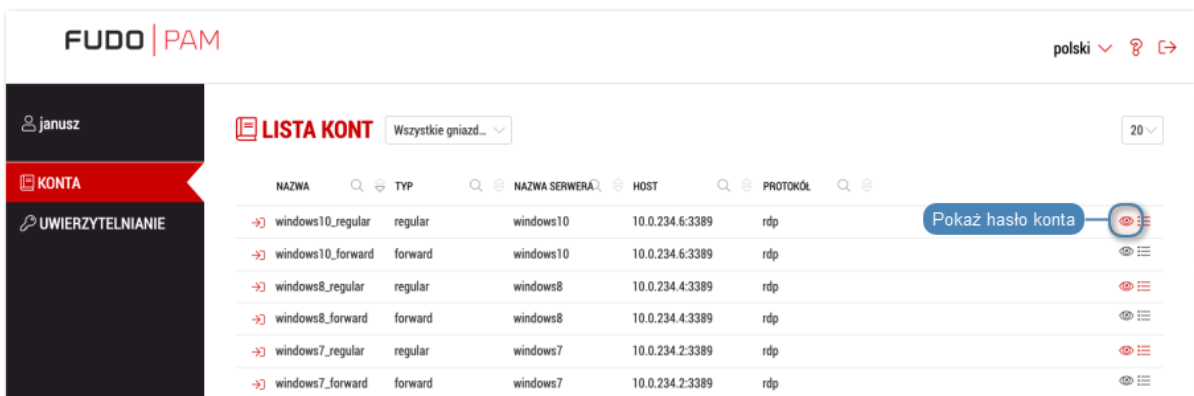 FUDO PAM
polski
janusz
LISTA KONT Wszystkie gniazd... 20
KONTA
NAZWA TYP NAZWA SERWERA HOST PROTOKÓŁ
UWIERZYTELNIANIE
windows10_regular regular windows10 10.0.234.6:3389 rdp Pokaż hasło konta
windows10_forward forward windows10 10.0.234.6:3389 rdp
windows8_regular regular windows8 10.0.234.4:3389 rdp
windows8_forward forward windows8 10.0.234.4:3389 rdp
windows7_regular regular windows7 10.0.234.2:3389 rdp
windows7_forward forward windows7 10.0.234.2:3389 rdp